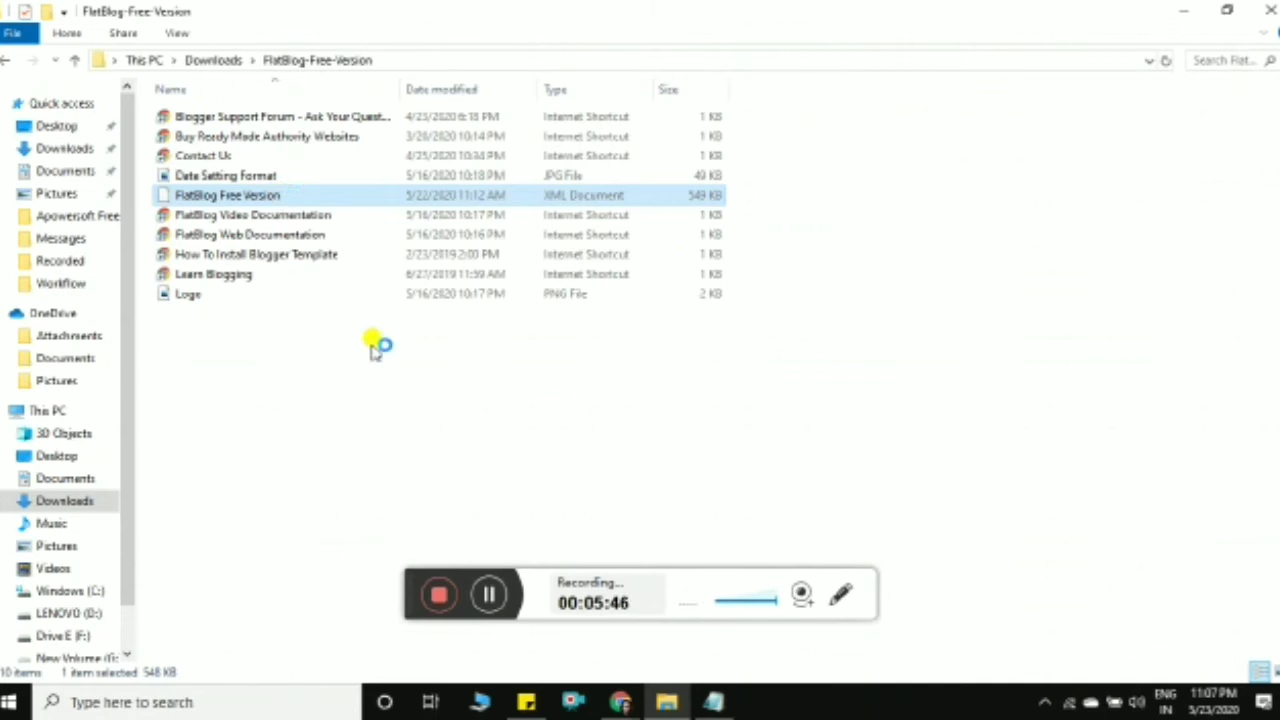 FlatBlog-Free-Version
File Home Share View
This PC > Downloads > FlatBlog-Free-Version
Search Flat...
Name Date modified Type Size
Blogger Support Forum - Ask Your Quest... 4/23/2020 6:18 PM Internet Shortcut 1 KB
Buy Ready Made Authority Websites 3/28/2020 10:14 PM Internet Shortcut 1 KB
Contact Us 4/25/2020 10:34 PM Internet Shortcut 1 KB
Date Setting Format 5/16/2020 10:18 PM JPG File 49 KB
FlatBlog Free Version 5/22/2020 11:12 AM XML Document 549 KB
FlatBlog Video Documentation 5/16/2020 10:17 PM Internet Shortcut 1 KB
FlatBlog Web Documentation 5/16/2020 10:16 PM Internet Shortcut 1 KB
How To Install Blogger Template 2/23/2019 2:00 PM Internet Shortcut 1 KB
Learn Blogging 6/27/2019 11:59 AM Internet Shortcut 1 KB
Logo 5/16/2020 10:17 PM PNG File 2 KB
Quick access
Desktop
Downloads
Documents
Pictures
Apowersoft Free
Messages
Recorded
Workflow
OneDrive
Attachments
Documents
Pictures
This PC
3D Objects
Desktop
Documents
Downloads
Music
Pictures
Videos
Windows (C:)
LENOVO (D:)
Drive E (F:)
New Volume (G:
Recording...
00:05:46
10 items 1 item selected 548 KB
Type here to search
ENG
IN
11:07 PM
5/23/2020